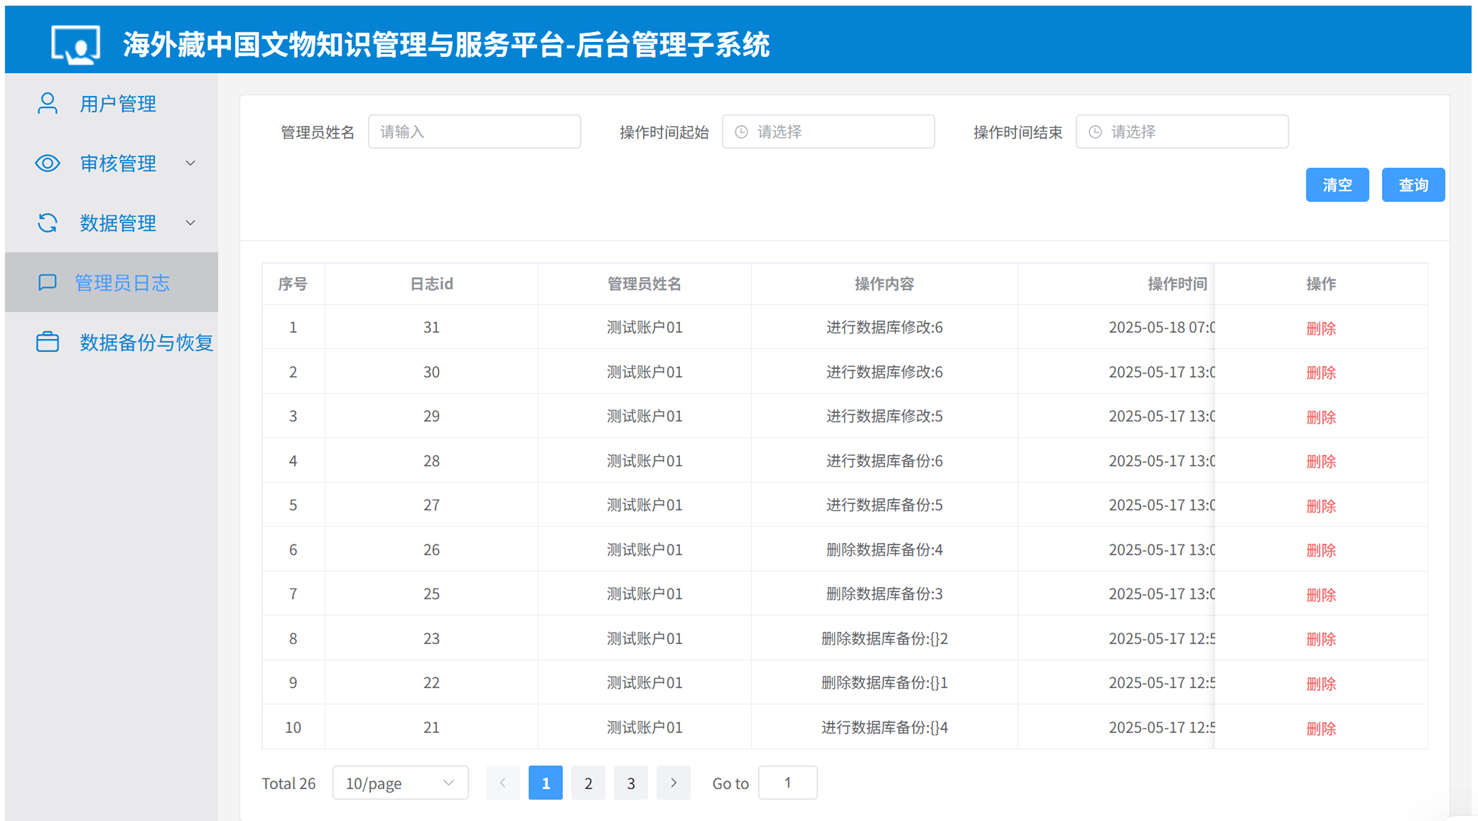 海外藏中国文物知识管理与服务平台-后台管理子系统
用户管理
审核管理
数据管理
管理员日志
数据备份与恢复
管理员姓名 请输入 操作时间起始 请选择 操作时间结束 请选择
清空 查询
序号 日志id 管理员姓名 操作内容 操作时间 操作
1 31 测试账户01 进行数据库修改:6 2025-05-18 07:0 删除
2 30 测试账户01 进行数据库修改:6 2025-05-17 13:0 删除
3 29 测试账户01 进行数据库修改:5 2025-05-17 13:0 删除
4 28 测试账户01 进行数据库备份:6 2025-05-17 13:0 删除
5 27 测试账户01 进行数据库备份:5 2025-05-17 13:0 删除
6 26 测试账户01 删除数据库备份:4 2025-05-17 13:0 删除
7 25 测试账户01 删除数据库备份:3 2025-05-17 13:0 删除
8 23 测试账户01 删除数据库备份:{}2 2025-05-17 12:5 删除
9 22 测试账户01 删除数据库备份:{}1 2025-05-17 12:5 删除
10 21 测试账户01 进行数据库备份:{}4 2025-05-17 12:5 删除
Total 26 10/page 1 2 3 Go to 1